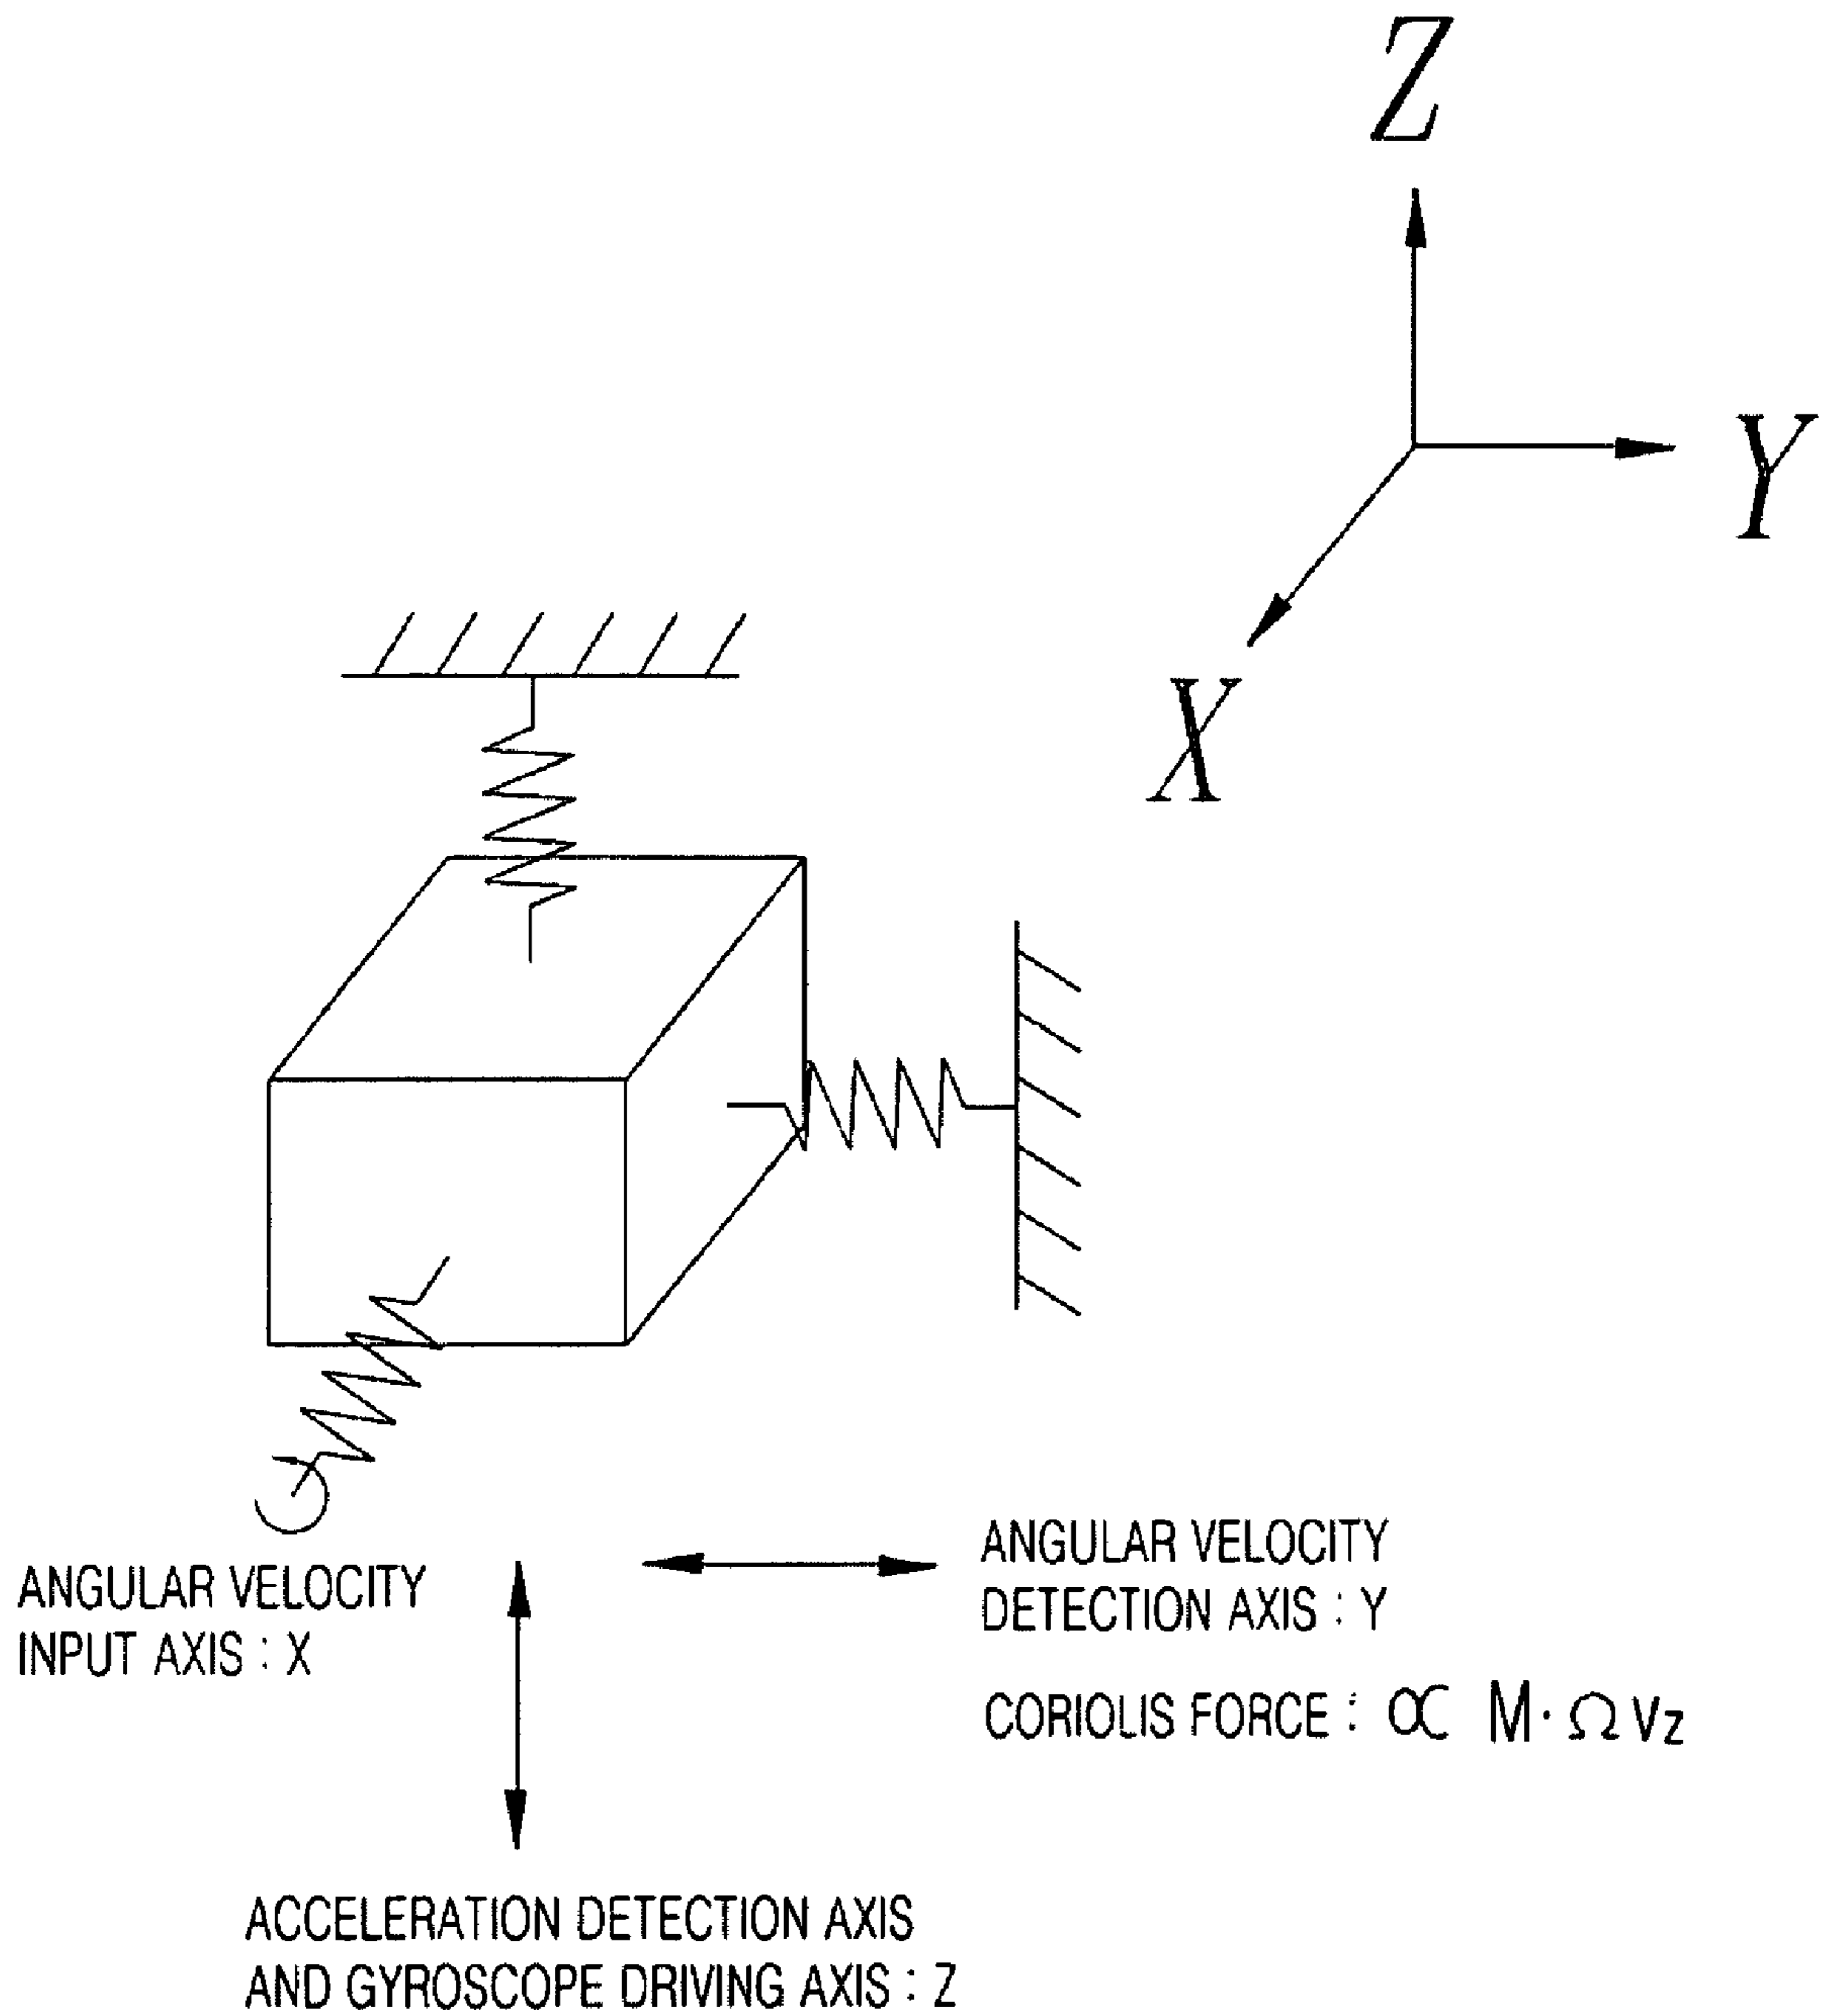 Z
Y
X
ANGULAR VELOCITY
INPUT AXIS : X
ANGULAR VELOCITY
DETECTION AXIS : Y
CORIOLIS FORCE : ∝ M·Ωvz
ACCELERATION DETECTION AXIS
AND GYROSCOPE DRIVING AXIS : Z